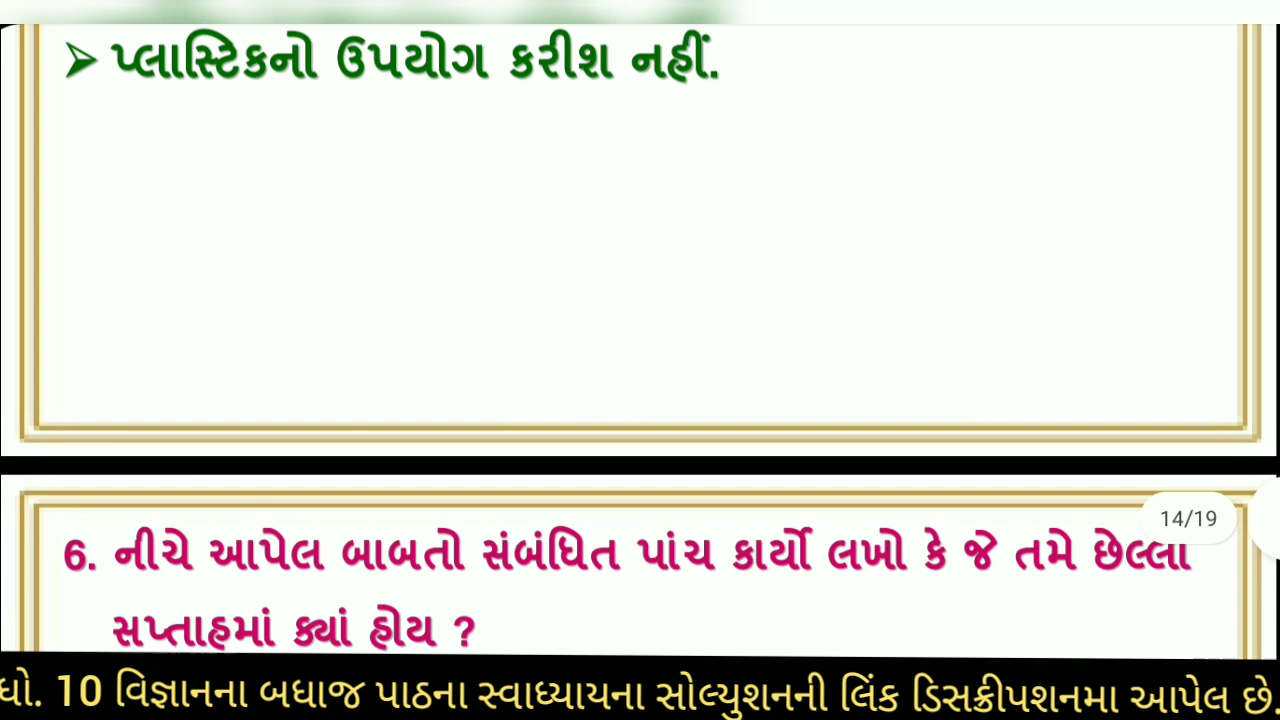 ➢ પ્લાસ્ટિકનો ઉપયોગ કરીશ નહીં.
14/19
6. નીચે આપેલ બાબતો સંબંધિત પાંચ કાર્યો લખો કે જે તમે છેલ્લા
સપ્તાહમાં ક્યાં હોય ?
10 વિજ્ઞાનના બધાજ પાઠના સ્વાધ્યાયના સોલ્યુશનની લિંક ડિસક્રીપશનમા આપેલ છે.